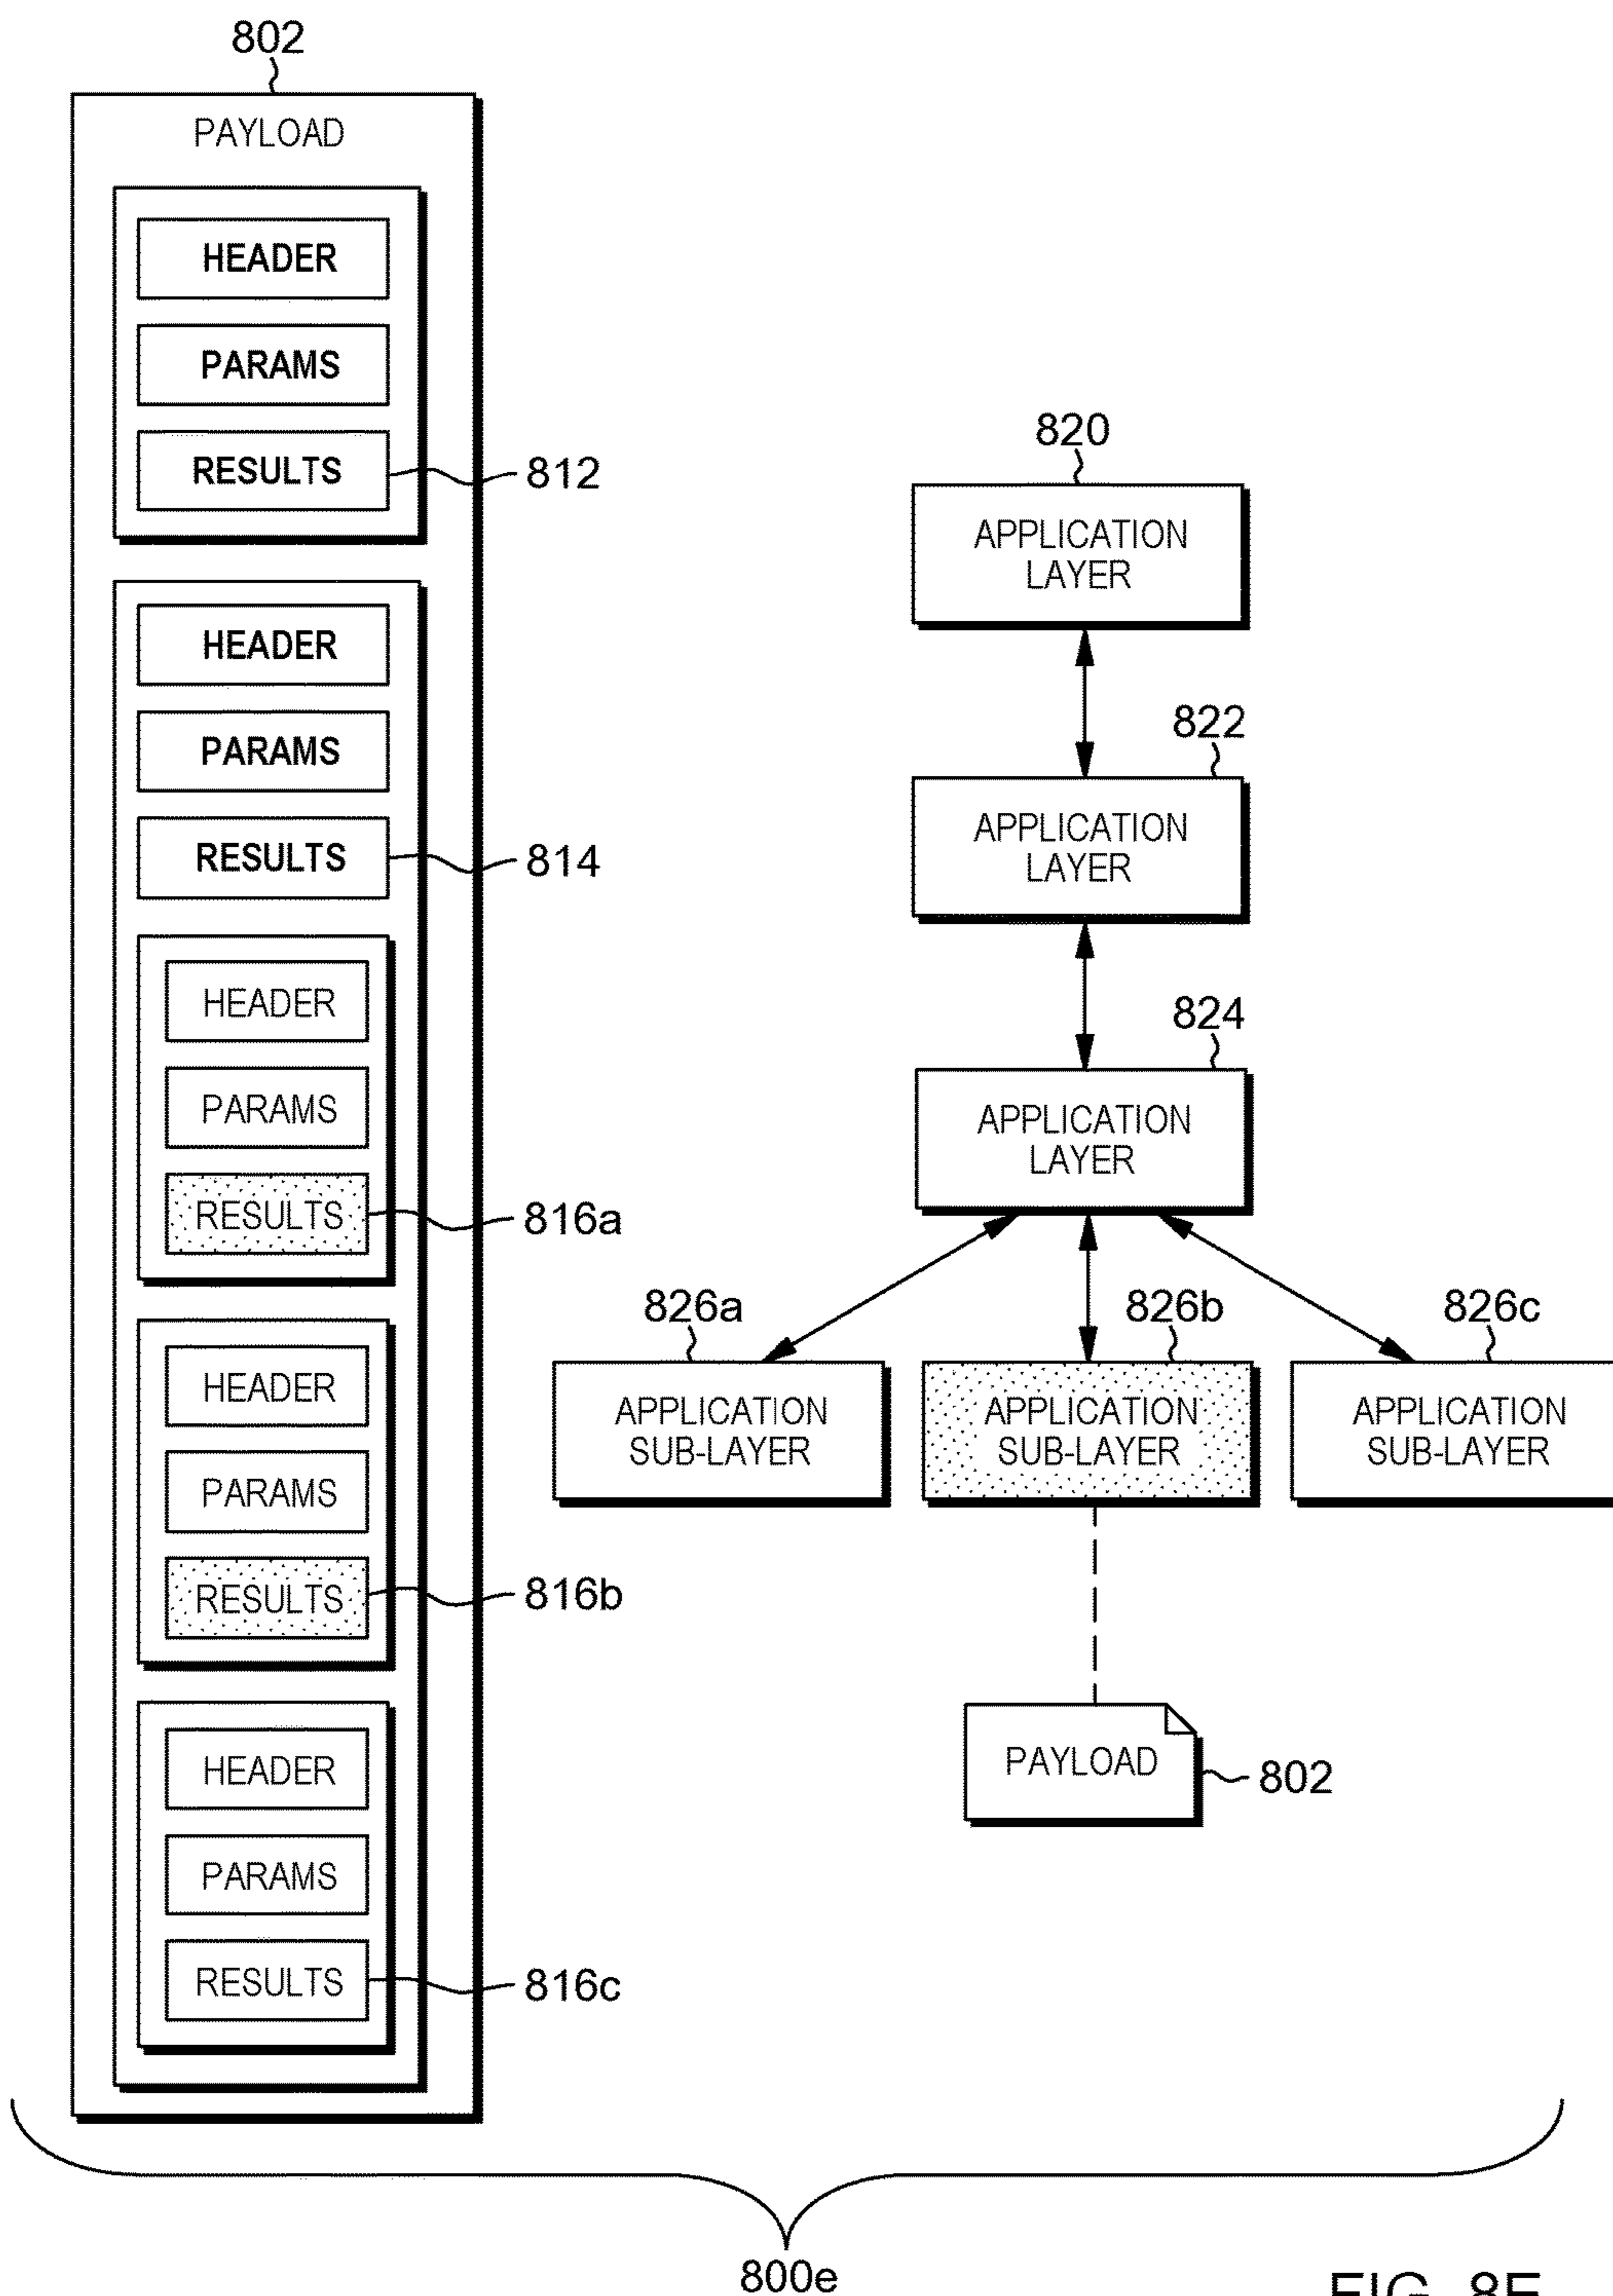 802
PAYLOAD
HEADER
PARAMS
RESULTS
812
HEADER
PARAMS
RESULTS
814
HEADER
PARAMS
RESULTS
816a
HEADER
PARAMS
RESULTS
816b
HEADER
PARAMS
RESULTS
816c
820
APPLICATION
LAYER
822
APPLICATION
LAYER
824
APPLICATION
LAYER
826a
APPLICATION
SUB-LAYER
826b
APPLICATION
SUB-LAYER
826c
APPLICATION
SUB-LAYER
PAYLOAD
802
800e
FIG. 8E